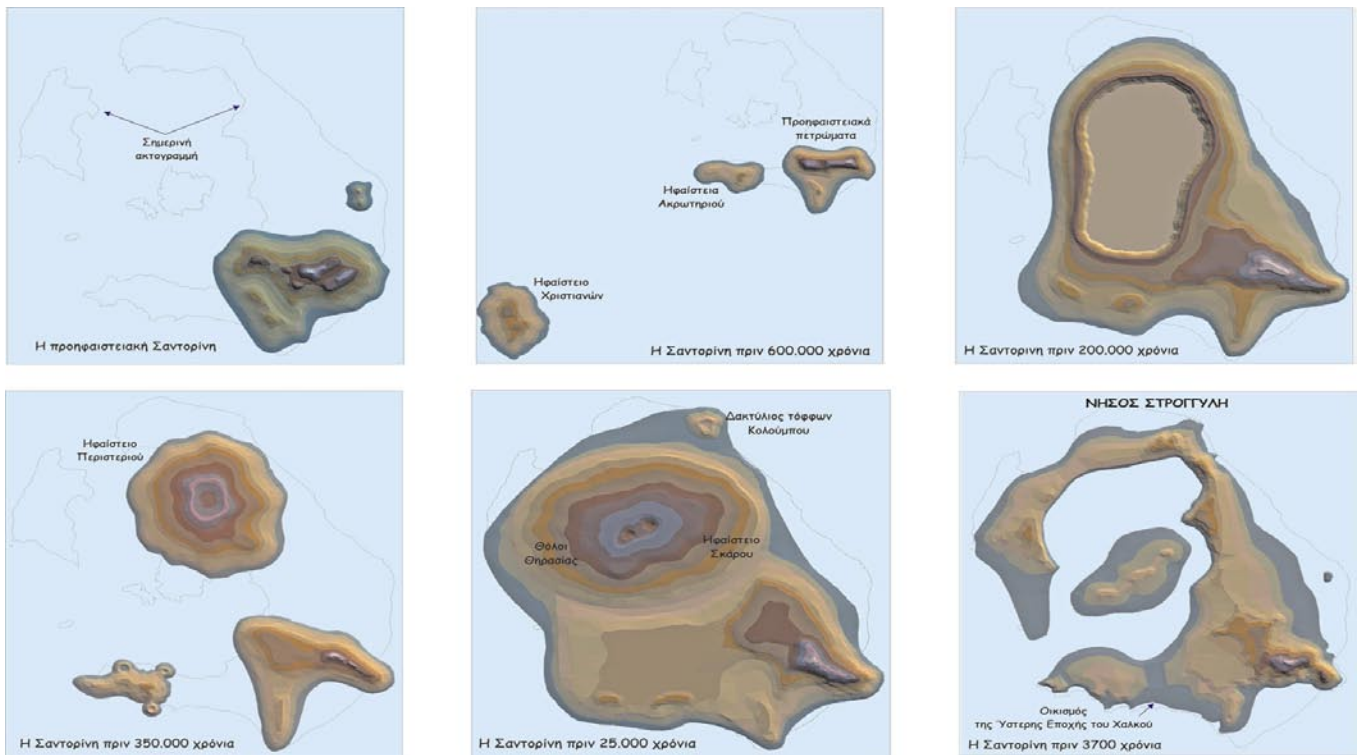 Σημερινή
ακτογραμμή
Η προηφαιστειακή Σαντορίνη
Προηφαιστειακά
πετρώματα
Ηφαίστεια
Ακρωτηριού
Ηφαίστειο
Χριστιανών
Η Σαντορίνη πριν 600.000 χρόνια
Η Σαντορινη πριν 200.000 χρόνια
Ηφαίστειο
Περιστεριού
Η Σαντορίνη πριν 350.000 χρόνια
Δακτύλιος τόφφων
Κολούμπου
Θόλοι
Θηρασίας
Ηφαίστειο
Σκάρου
Η Σαντορίνη πριν 25.000 χρόνια
ΝΗΣΟΣ ΣΤΡΟΓΓΥΛΗ
Οικισμός
της Ύστερης Εποχής του Χαλκού
Η Σαντορίνη πριν 3700 χρόνια